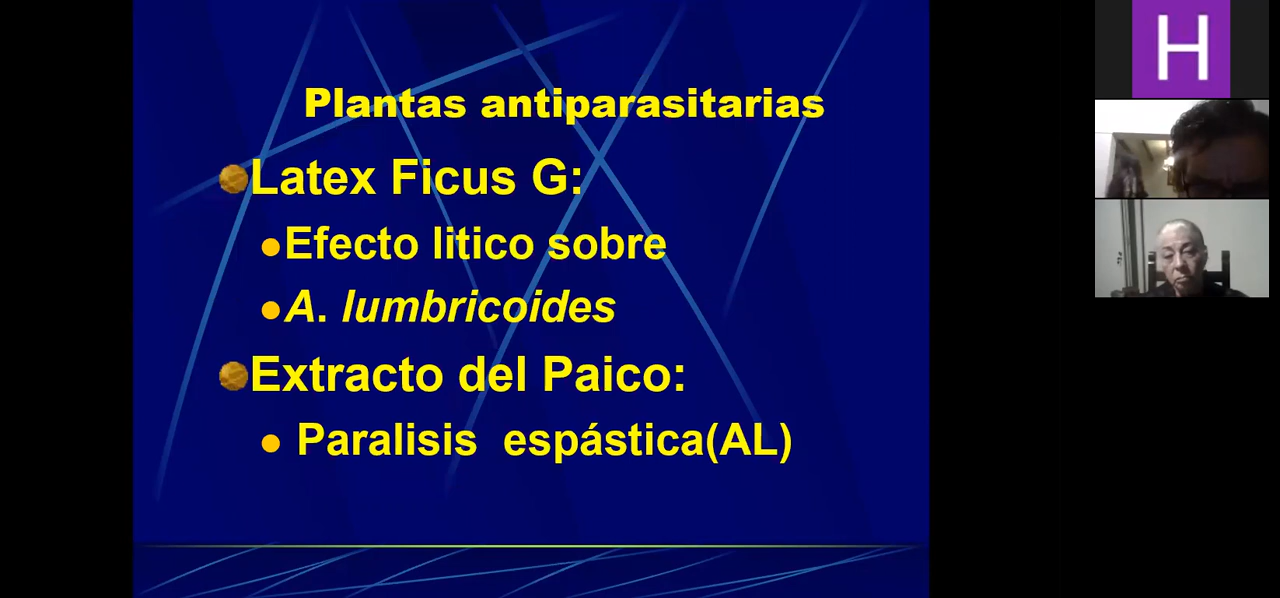 Plantas antiparasitarias
Latex Ficus G:
Efecto litico sobre
A. lumbricoides
Extracto del Paico:
Paralisis espástica(AL)
H